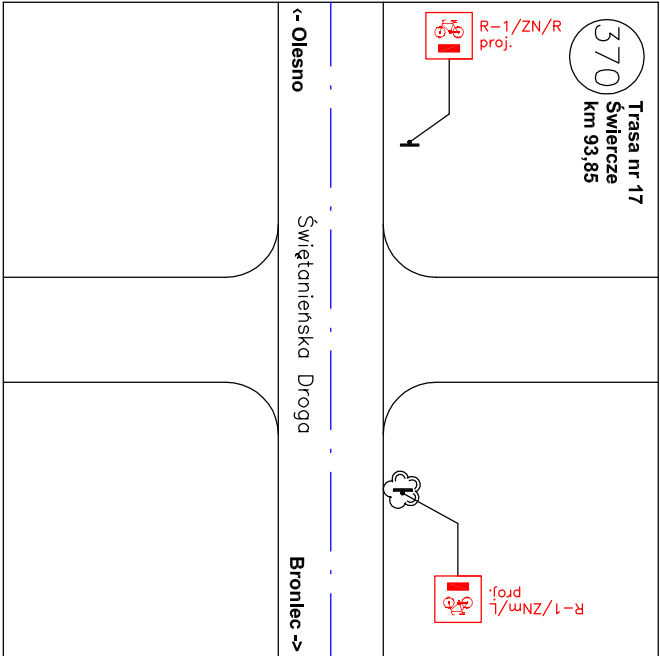 370
Trasa nr 17
Świercze
km 93,85
R-1/ZN/R
proj.
<- Olesno
Świętanieńska Droga
Bronlec ->
R-1/ZNm/L
proj.